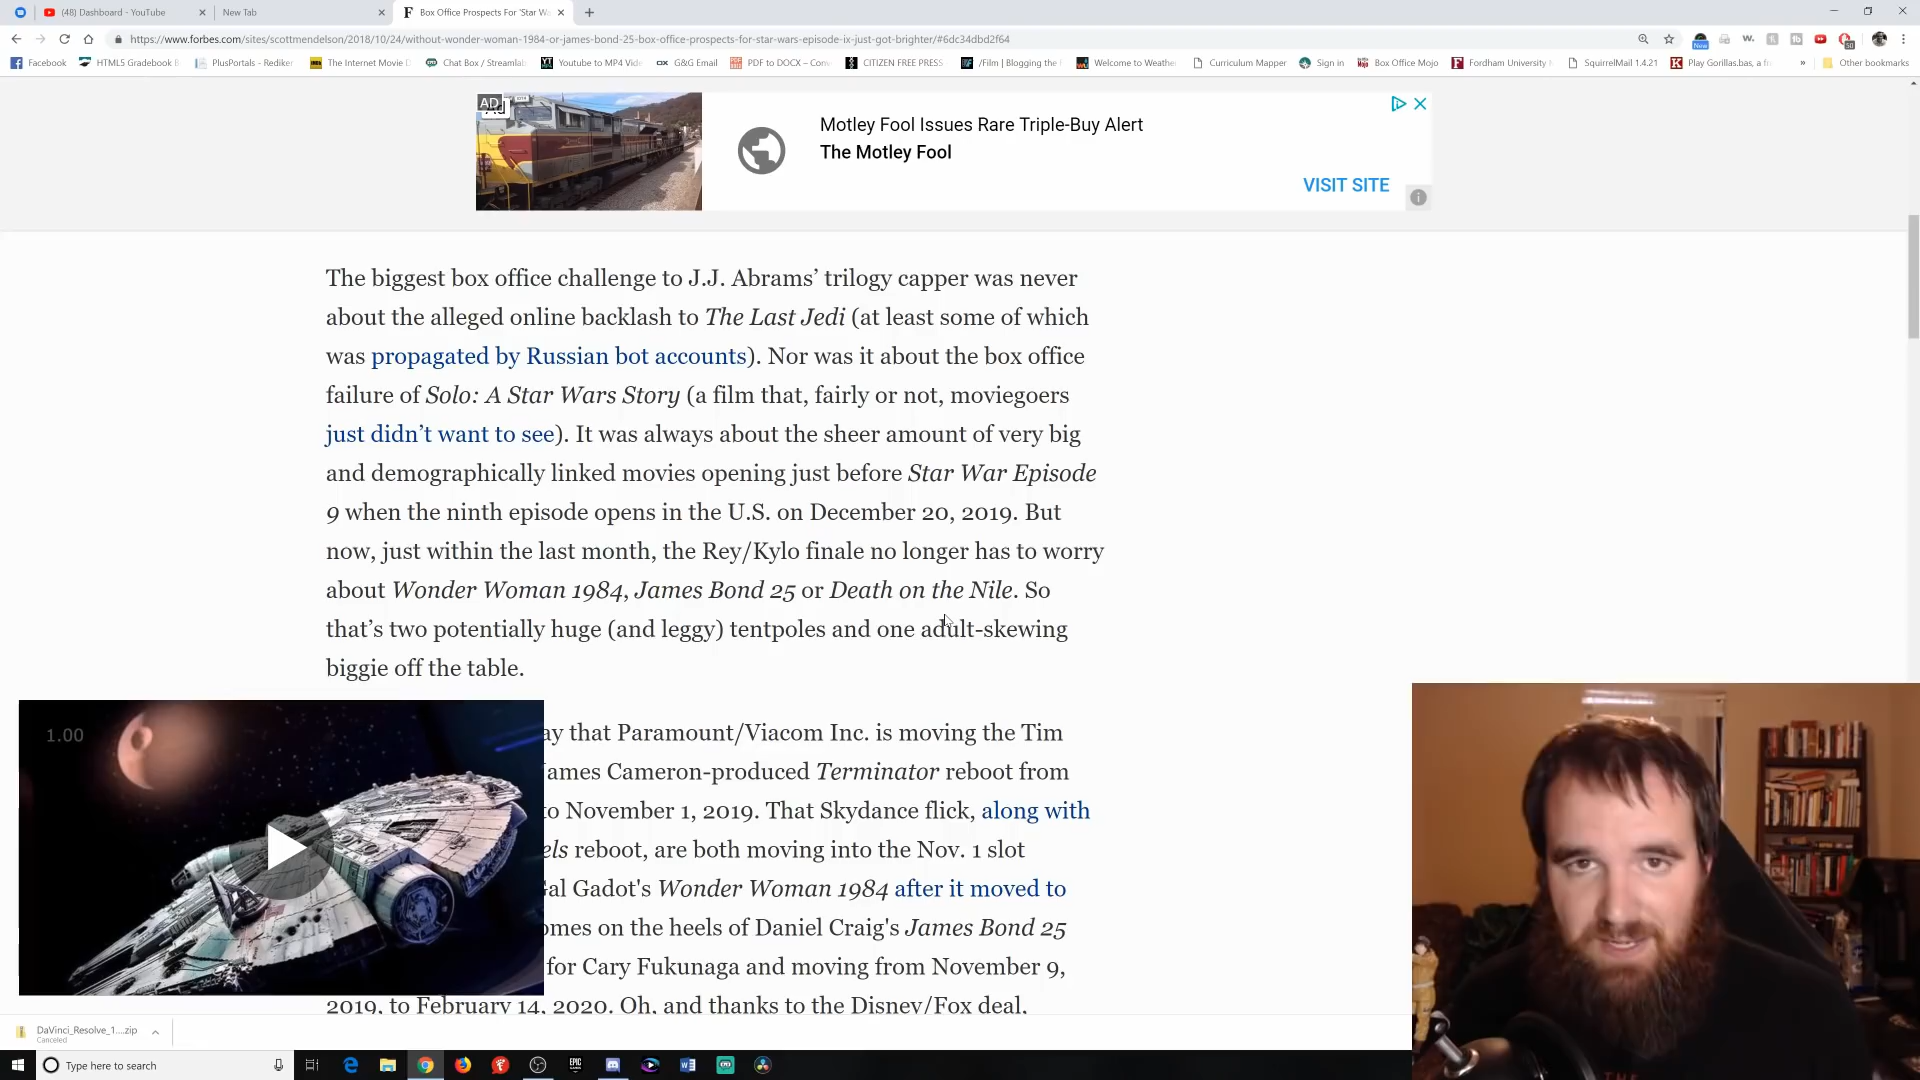 (48) Dashboard - YouTube
New Tab
Box Office Prospects For 'Star W
https://www.forbes.com/sites/scottmendelson/2018/10/24/without-wonder-woman-1984-or-james-bond-25-box-office-prospects-for-star-wars-episode-ix-just-got-brighter/#6dc34dbd2f64
Facebook
HTML5 Gradebook
PlusPortals - Rediker
The Internet Movie
Chat Box / Streamlab
Youtube to MP4 Vid
G&G Email
PDF to DOCX – Con
CITIZEN FREE PRESS
/Film | Blogging the
Welcome to Weathe
Curriculum Mapper
Sign in
Box Office Mojo
Fordham University
SquirrelMail 1.4.21
Play Gorillas.bas, a fr
Other bookmarks
AD
Motley Fool Issues Rare Triple-Buy Alert
The Motley Fool
VISIT SITE
The biggest box office challenge to J.J. Abrams’ trilogy capper was never
about the alleged online backlash to The Last Jedi (at least some of which
was propagated by Russian bot accounts). Nor was it about the box office
failure of Solo: A Star Wars Story (a film that, fairly or not, moviegoers
just didn’t want to see). It was always about the sheer amount of very big
and demographically linked movies opening just before Star War Episode
9 when the ninth episode opens in the U.S. on December 20, 2019. But
now, just within the last month, the Rey/Kylo finale no longer has to worry
about Wonder Woman 1984, James Bond 25 or Death on the Nile. So
that’s two potentially huge (and leggy) tentpoles and one adult-skewing
biggie off the table.
1.00
ay that Paramount/Viacom Inc. is moving the Tim
ames Cameron-produced Terminator reboot from
to November 1, 2019. That Skydance flick, along with
els reboot, are both moving into the Nov. 1 slot
Gal Gadot's Wonder Woman 1984 after it moved to
omes on the heels of Daniel Craig's James Bond 25
for Cary Fukunaga and moving from November 9,
2019, to February 14, 2020. Oh, and thanks to the Disney/Fox deal,
DaVinci_Resolve_1....zip
Canceled
Type here to search